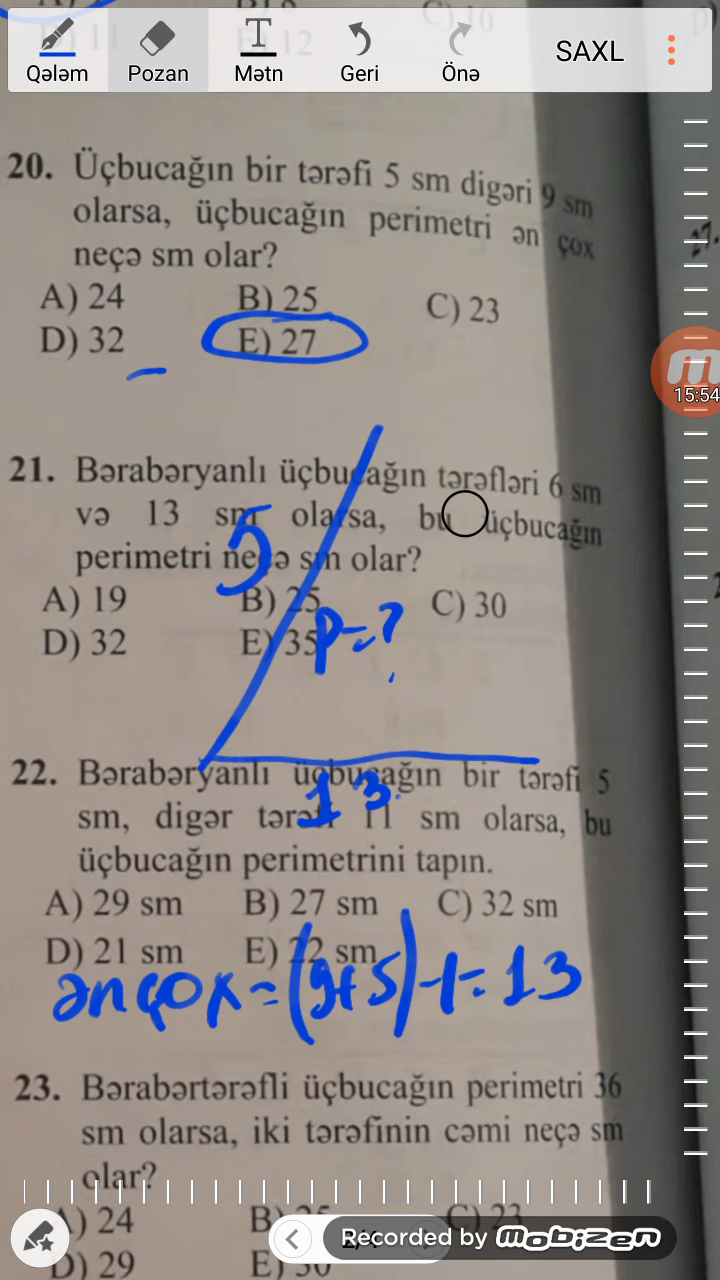 Qələm Pozan Mətn Geri Önə SAXL
20. Üçbucağın bir tərəfi 5 sm digəri 9 sm
olarsa, üçbucağın perimetri ən çox
neçə sm olar?
A) 24 B) 25 C) 23
D) 32 E) 27
15:54
21. Bərabəryanlı üçbucağın tərəfləri 6 sm
və 13 sm olarsa, bu üçbucağın
perimetri neçə sm olar?
5
A) 19 B) 25 C) 30
D) 32 E) 35
P=?
22. Bərabəryanlı üçbucağın bir tərəfi 5
13
sm, digər tərəfi 11 sm olarsa, bu
üçbucağın perimetrini tapın.
A) 29 sm B) 27 sm C) 32 sm
D) 21 sm E) 22 sm
ən çox = (9+5)-1=13
23. Bərabərtərəfli üçbucağın perimetri 36
sm olarsa, iki tərəfinin cəmi neçə sm
olar?
A) 24 B) C) 23
Recorded by mobizen
D) 29 E) 30